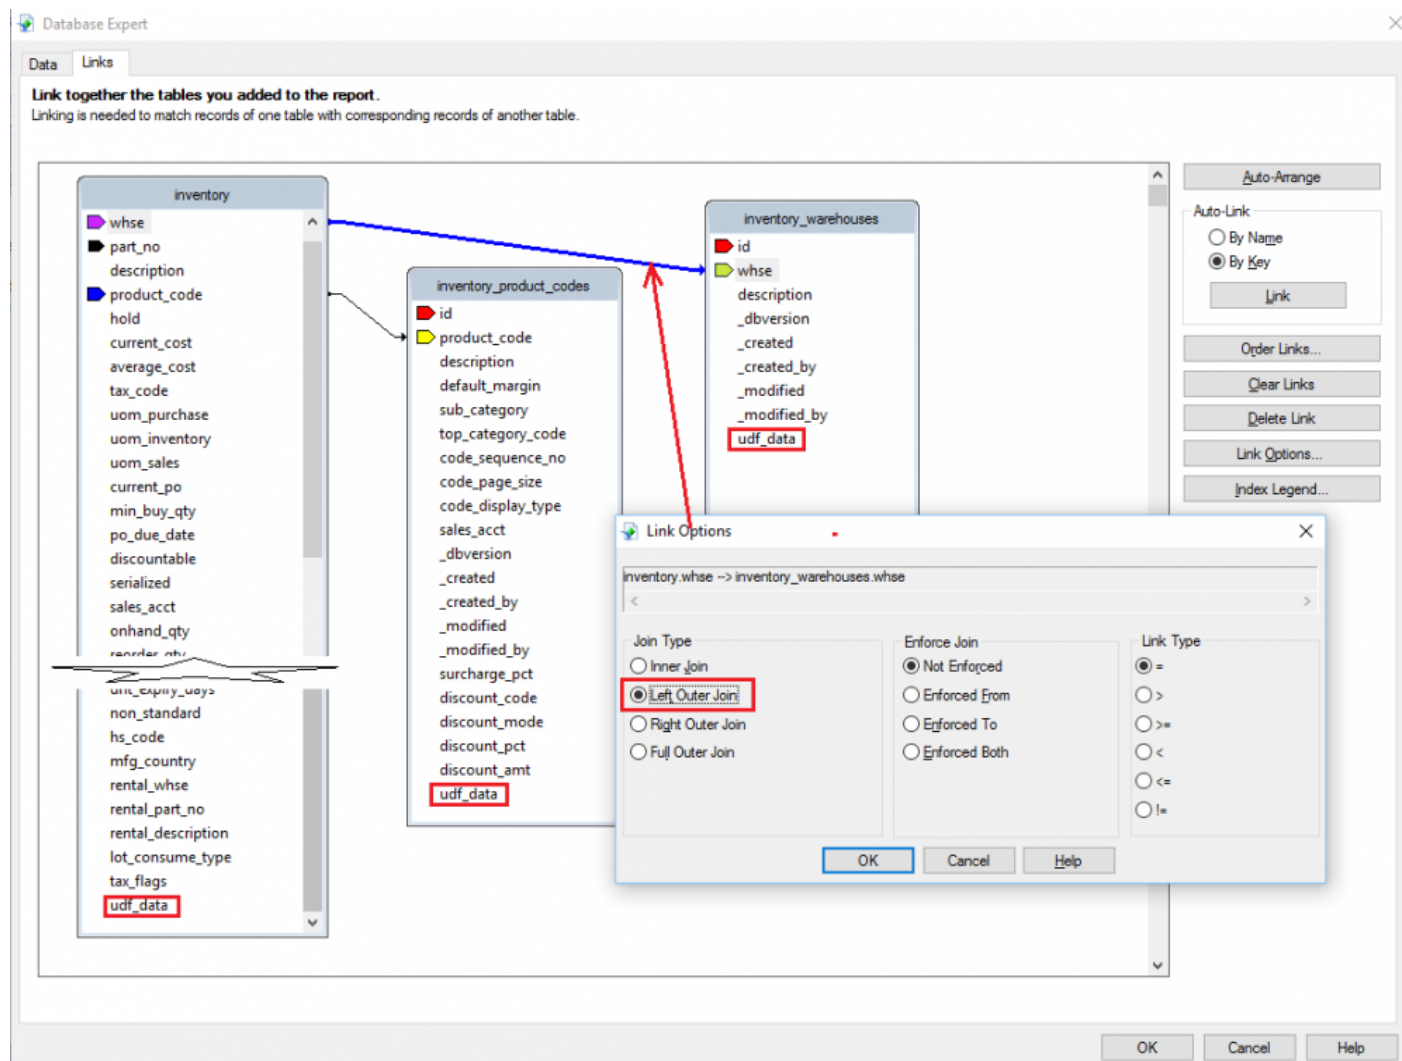 Database Expert
Data
Links
Link together the tables you added to the report.
Linking is needed to match records of one table with corresponding records of another table.
inventory
whse
part_no
description
product_code
hold
current_cost
average_cost
tax_code
uom_purchase
uom_inventory
uom_sales
current_po
min_buy_qty
po_due_date
discountable
serialized
sales_acct
onhand_qty
reorder_qty
non_standard
hs_code
mfg_country
rental_whse
rental_part_no
rental_description
lot_consume_type
tax_flags
udf_data
inventory_product_codes
id
product_code
description
default_margin
sub_category
top_category_code
code_sequence_no
code_page_size
code_display_type
sales_acct
_dbversion
_created
_created_by
_modified
_modified_by
surcharge_pct
discount_code
discount_mode
discount_pct
discount_amt
udf_data
inventory_warehouses
id
whse
description
_dbversion
_created
_created_by
_modified
_modified_by
udf_data
Auto-Arrange
Auto-Link
By Name
By Key
Link
Order Links...
Clear Links
Delete Link
Link Options...
Index Legend...
Link Options
inventory.whse --> inventory_warehouses.whse
Join Type
Inner Join
Left Outer Join
Right Outer Join
Full Outer Join
Enforce Join
Not Enforced
Enforced From
Enforced To
Enforced Both
Link Type
=
>
>=
<
<=
!=
OK
Cancel
Help
OK
Cancel
Help